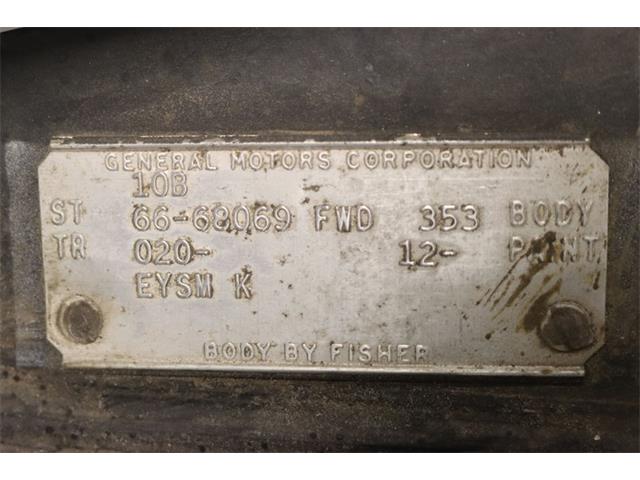 GENERAL MOTORS CORPORATION
10B
ST 66-68069 FWD 353 BODY
TR 020- 12- PAINT
EYSM K
BODY BY FISHER